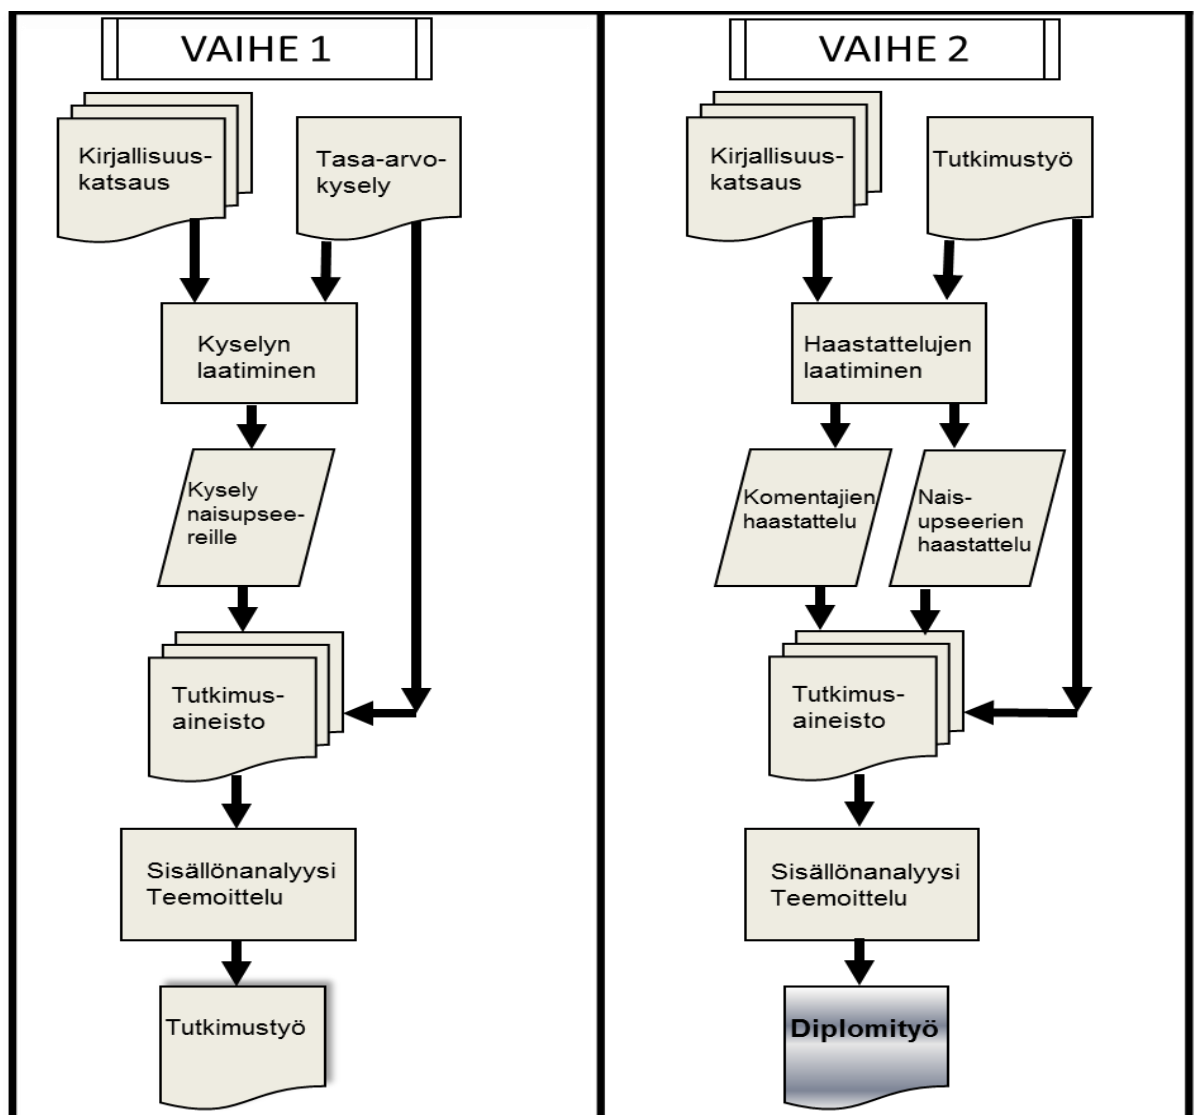 VAIHE 1
Kirjallisuus-
katsaus
Tasa-arvo-
kysely
Kyselyn
laatiminen
Kysely
naisupsee-
reille
Tutkimus-
aineisto
Sisällönanalyysi
Teemoittelu
Tutkimustyö
VAIHE 2
Kirjallisuus-
katsaus
Tutkimustyö
Haastattelujen
laatiminen
Komentajien
haastattelu
Nais-
upseerien
haastattelu
Tutkimus-
aineisto
Sisällönanalyysi
Teemoittelu
Diplomityö